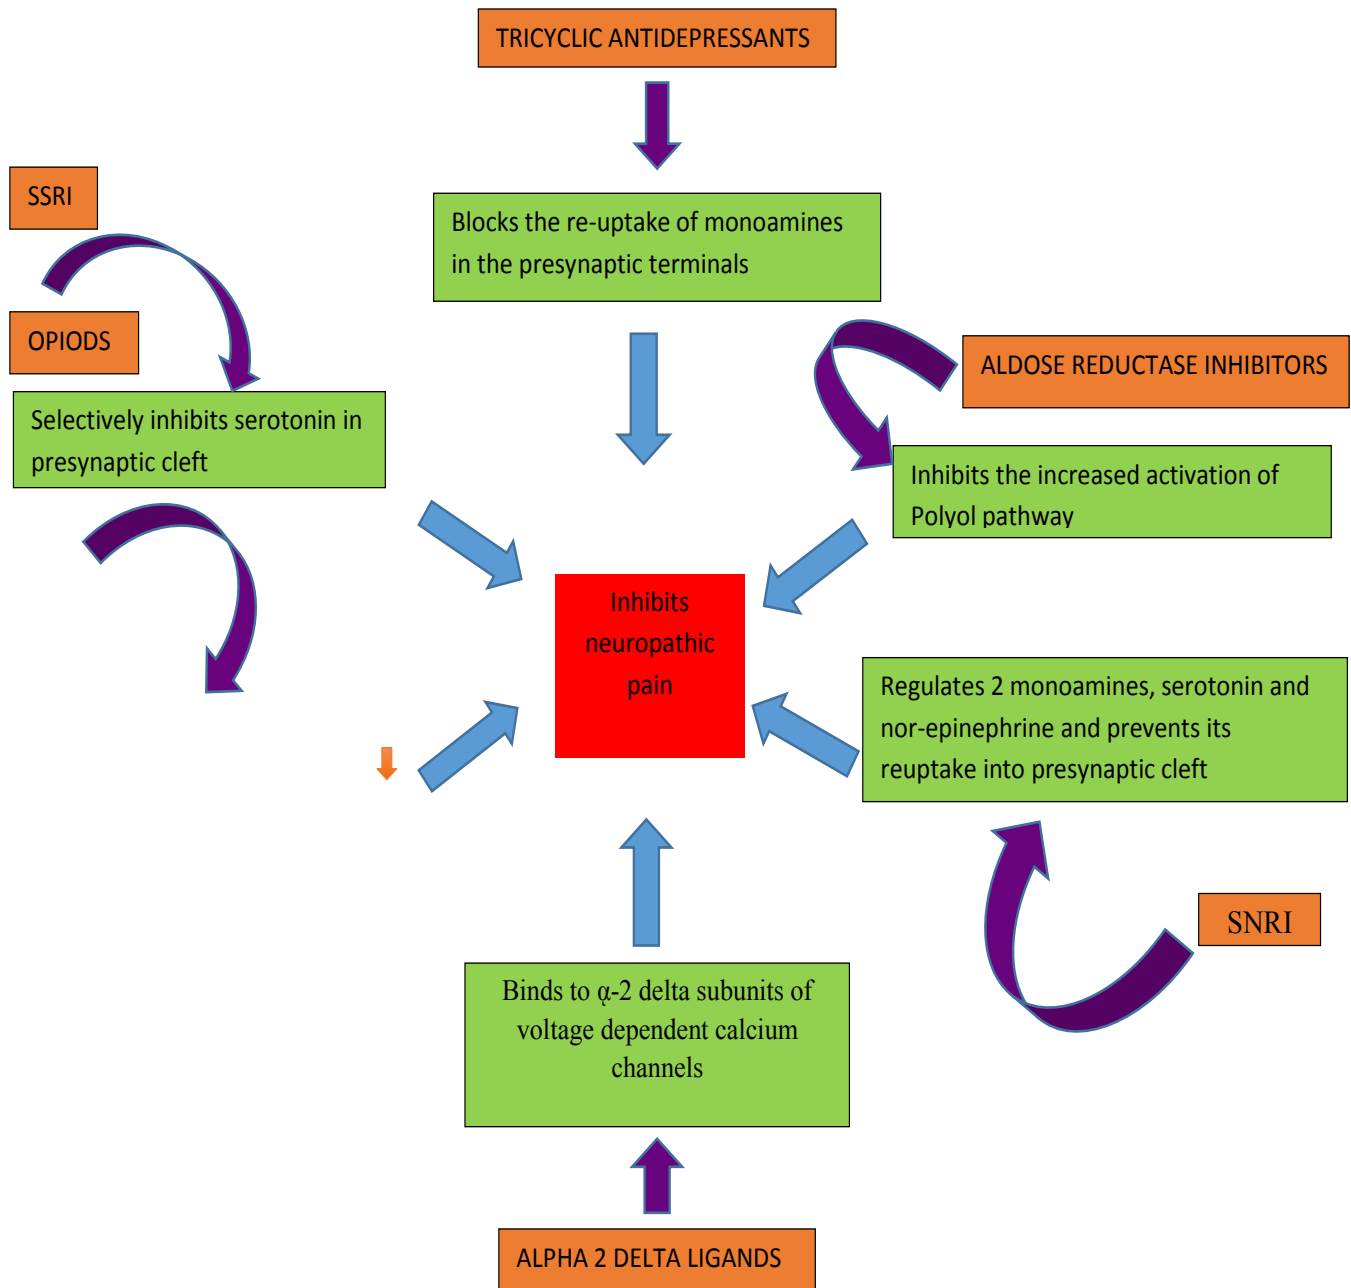 TRICYCLIC ANTIDEPRESSANTS
SSRI
Blocks the re-uptake of monoamines
in the presynaptic terminals
OPIODS
ALDOSE REDUCTASE INHIBITORS
Selectively inhibits serotonin in
presynaptic cleft
Inhibits the increased activation of
Polyol pathway
Inhibits
neuropathic
pain
Regulates 2 monoamines, serotonin and
nor-epinephrine and prevents its
reuptake into presynaptic cleft
SNRI
Binds to ᾳ-2 delta subunits of
voltage dependent calcium
channels
ALPHA 2 DELTA LIGANDS